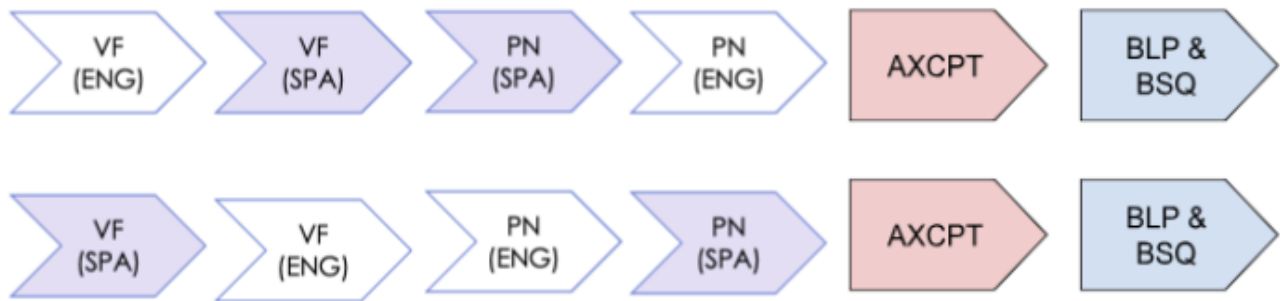 VF
(ENG)
VF
(SPA)
PN
(SPA)
PN
(ENG)
AXCPT
BLP &
BSQ
VF
(SPA)
VF
(ENG)
PN
(ENG)
PN
(SPA)
AXCPT
BLP &
BSQ